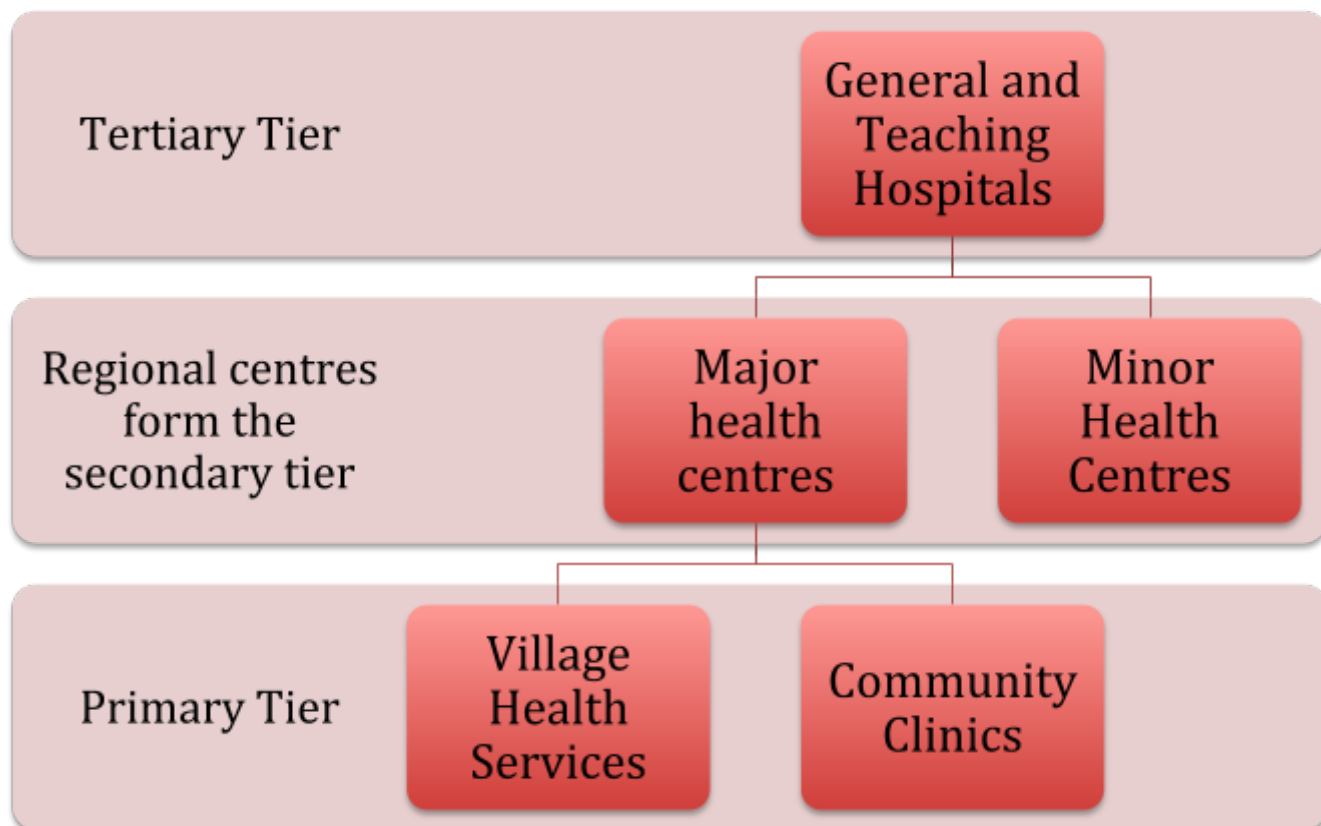 Tertiary Tier
General and
Teaching
Hospitals
Regional centres
form the
secondary tier
Major
health
centres
Minor
Health
Centres
Primary Tier
Village
Health
Services
Community
Clinics